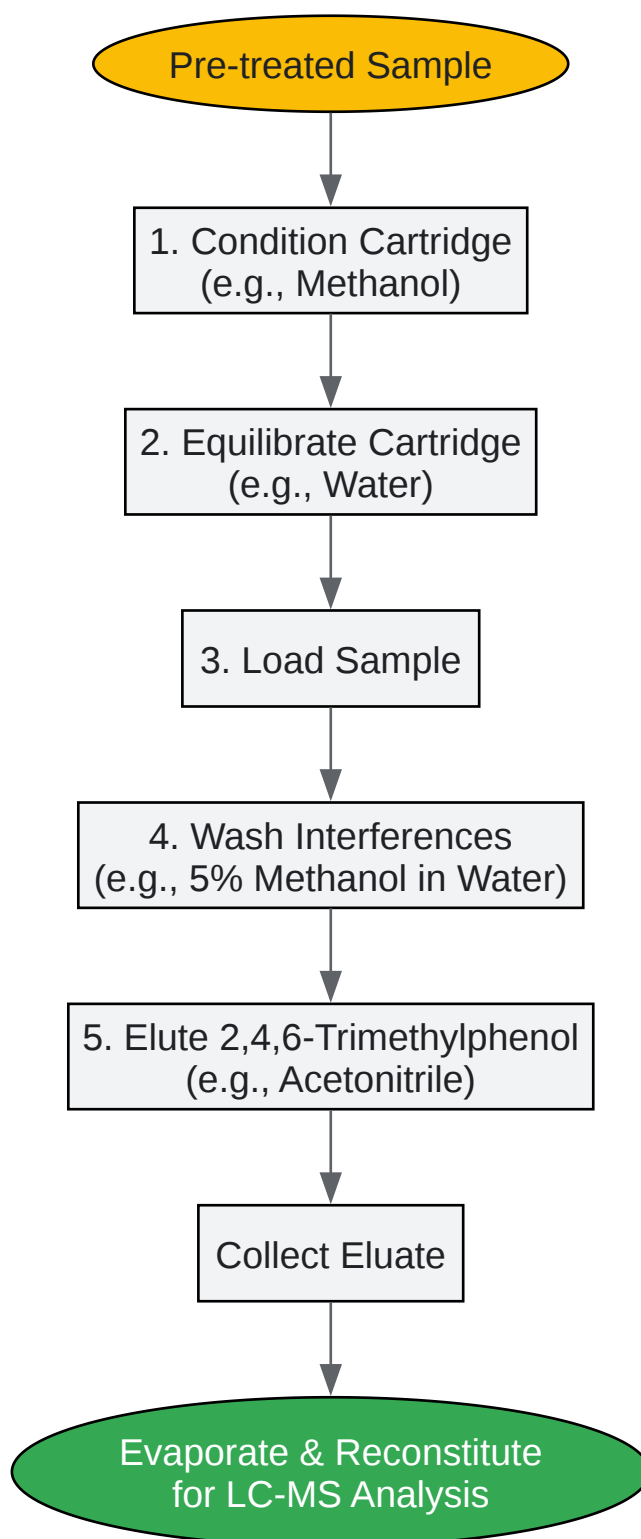 Pre-treated Sample
1. Condition Cartridge
(e.g., Methanol)
2. Equilibrate Cartridge
(e.g., Water)
3. Load Sample
4. Wash Interferences
(e.g., 5% Methanol in Water)
5. Elute 2,4,6-Trimethylphenol
(e.g., Acetonitrile)
Collect Eluate
Evaporate & Reconstitute
for LC-MS Analysis